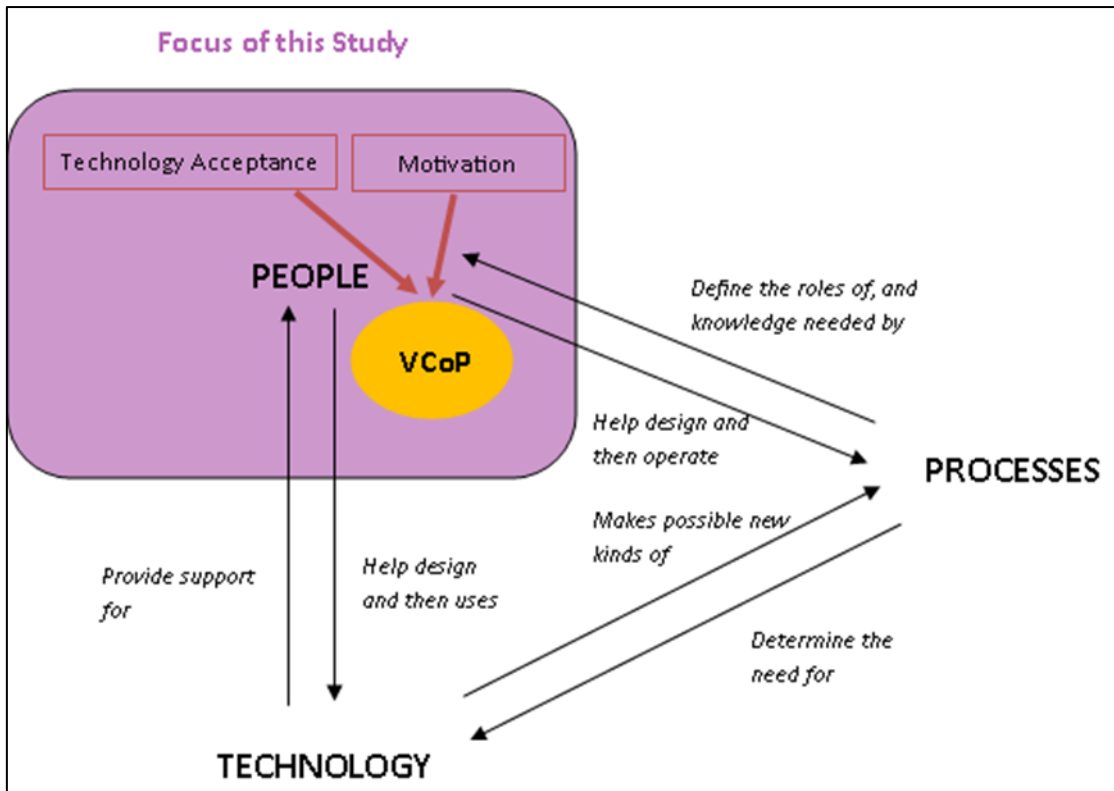 Focus of this Study
Technology Acceptance
Motivation
PEOPLE
VCoP
Define the roles of, and
knowledge needed by
Help design and
then operate
PROCESSES
Makes possible new
kinds of
Provide support
for
Help design
and then uses
Determine the
need for
TECHNOLOGY